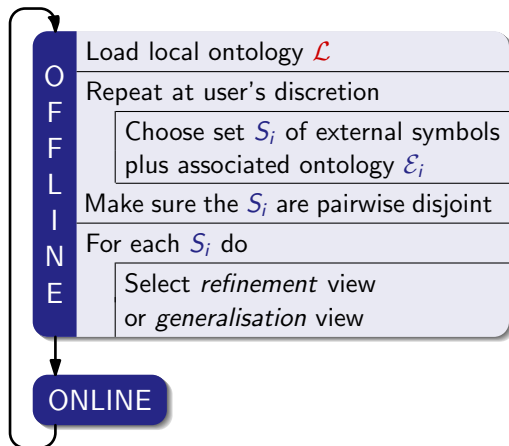 OFFLINE
Load local ontology ℒ
Repeat at user's discretion
Choose set Sᵢ of external symbols
plus associated ontology ℰᵢ
Make sure the Sᵢ are pairwise disjoint
For each Sᵢ do
Select refinement view
or generalisation view
ONLINE